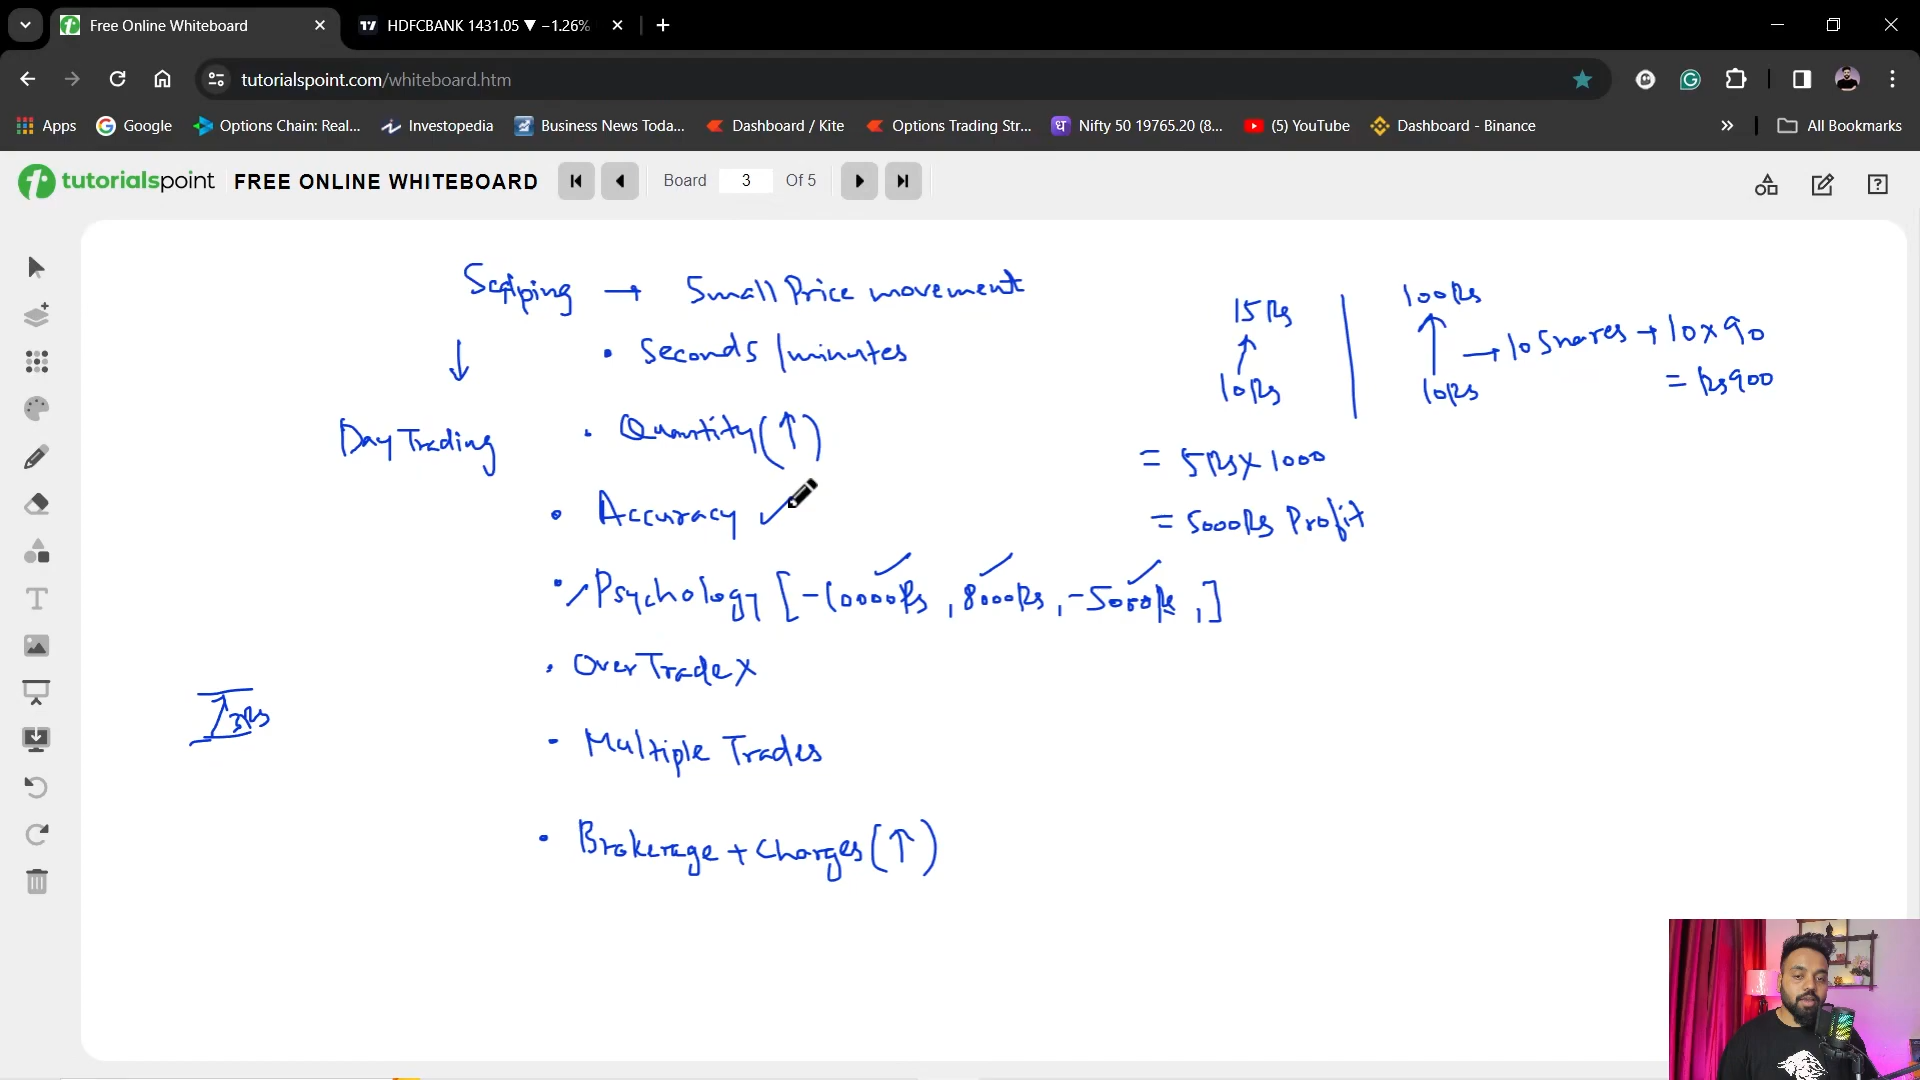 Free Online Whiteboard
HDFCBANK 1431.05 ▼ −1.26%
tutorialspoint.com/whiteboard.htm
Apps Google Options Chain: Real... Investopedia Business News Toda... Dashboard / Kite Options Trading Str... Nifty 50 19765.20 (8... (5) YouTube Dashboard - Binance » All Bookmarks
tutorialspoint FREE ONLINE WHITEBOARD Board 3 Of 5
Scalping → Small Price movement
• Seconds / minutes
Day Trading
• Quantity (↑)
• Accuracy ✓
• Psychology [-10000Rs, 8000Rs, -5000Rs, ]
• OverTrade X
• Multiple Trades
• Brokerage + Charges (↑)
3Rs
15Rs
10Rs
= 5Rs X 1000
= 5000Rs Profit
100Rs
10Rs
→ 10 Shares → 10 x 90
= Rs900